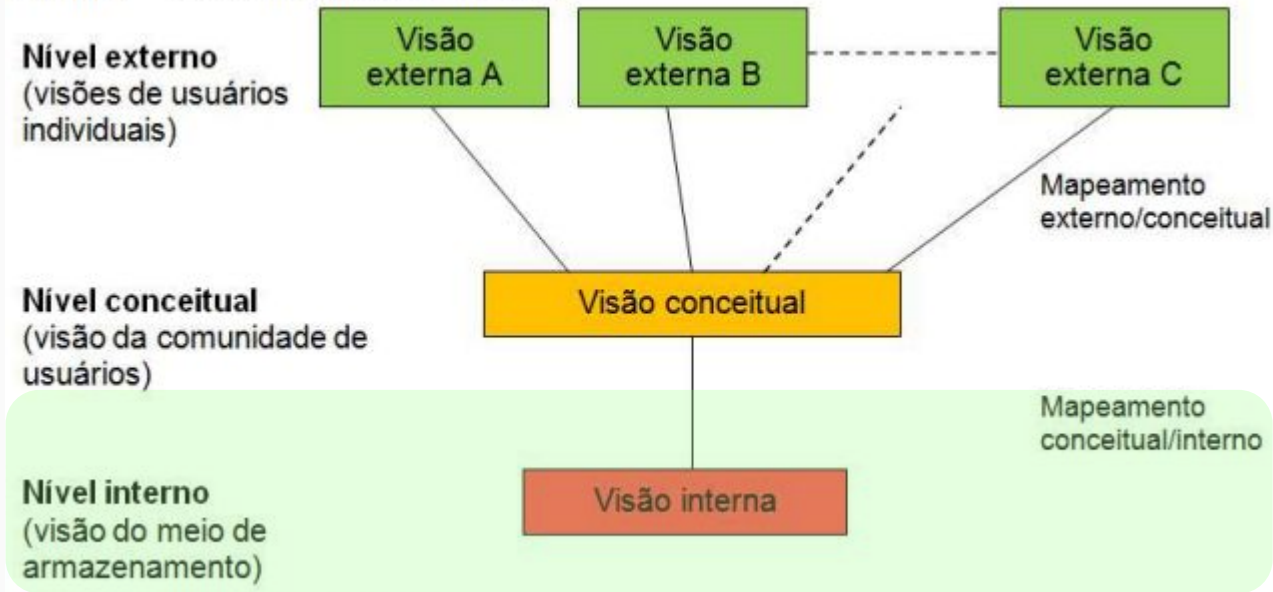 Nível externo
(visões de usuários
individuais)
Visão
externa A
Visão
externa B
Visão
externa C
Mapeamento
externo/conceitual
Nível conceitual
(visão da comunidade de
usuários)
Visão conceitual
Mapeamento
conceitual/interno
Nível interno
(visão do meio de
armazenamento)
Visão interna